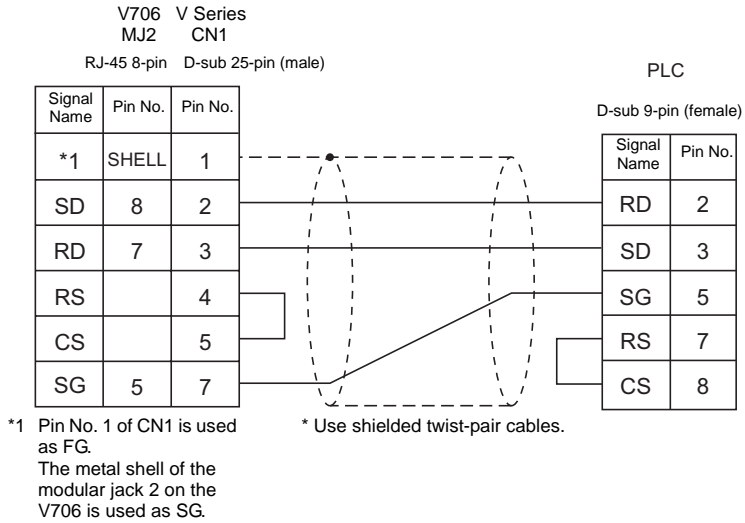 V706 V Series
MJ2 CN1
RJ-45 8-pin D-sub 25-pin (male)
PLC
D-sub 9-pin (female)
Signal Name Pin No. Pin No.
*1 SHELL 1
SD 8 2
RD 7 3
RS 4
CS 5
SG 5 7
Signal Name Pin No.
RD 2
SD 3
SG 5
RS 7
CS 8
*1 Pin No. 1 of CN1 is used
as FG.
The metal shell of the
modular jack 2 on the
V706 is used as SG.
* Use shielded twist-pair cables.